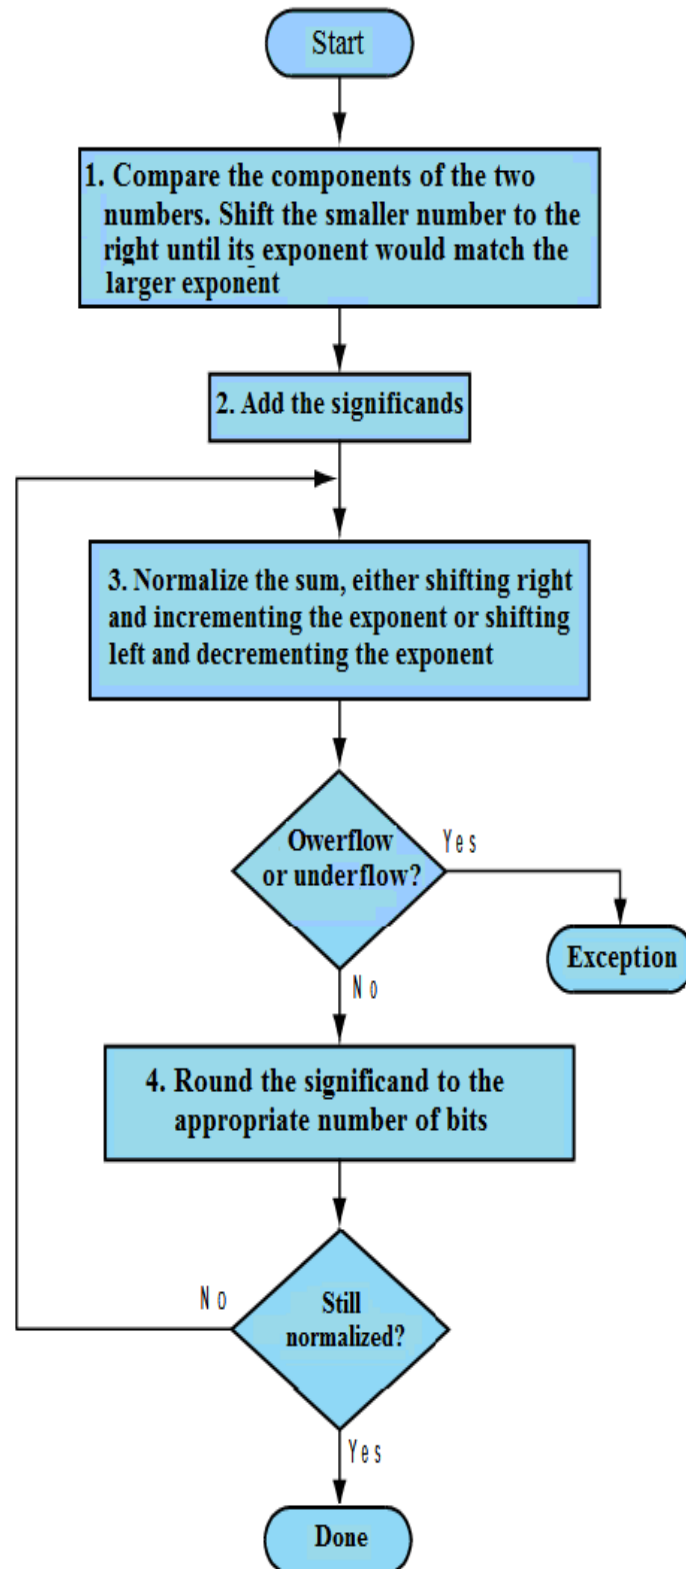 Start
1. Compare the components of the two
numbers. Shift the smaller number to the
right until its exponent would match the
larger exponent
2. Add the significands
3. Normalize the sum, either shifting right
and incrementing the exponent or shifting
left and decrementing the exponent
Owerflow
or underflow?
Yes
Exception
No
4. Round the significand to the
appropriate number of bits
No
Still
normalized?
Yes
Done